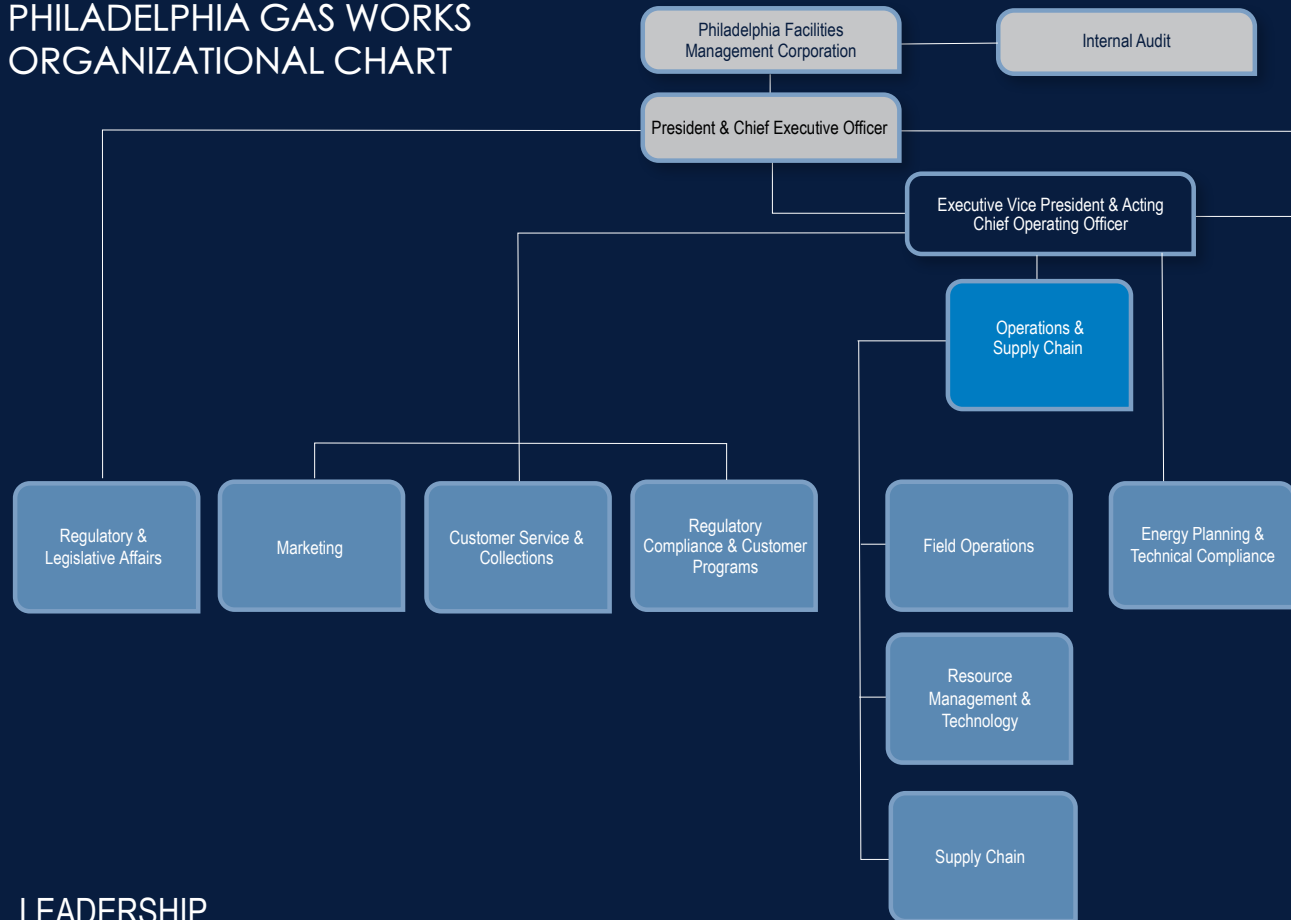 PHILADELPHIA GAS WORKS
ORGANIZATIONAL CHART
Philadelphia Facilities
Management Corporation
Internal Audit
President & Chief Executive Officer
Executive Vice President & Acting
Chief Operating Officer
Operations &
Supply Chain
Regulatory &
Legislative Affairs
Marketing
Customer Service &
Collections
Regulatory
Compliance & Customer
Programs
Field Operations
Energy Planning &
Technical Compliance
Resource
Management &
Technology
Supply Chain
LEADERSHIP